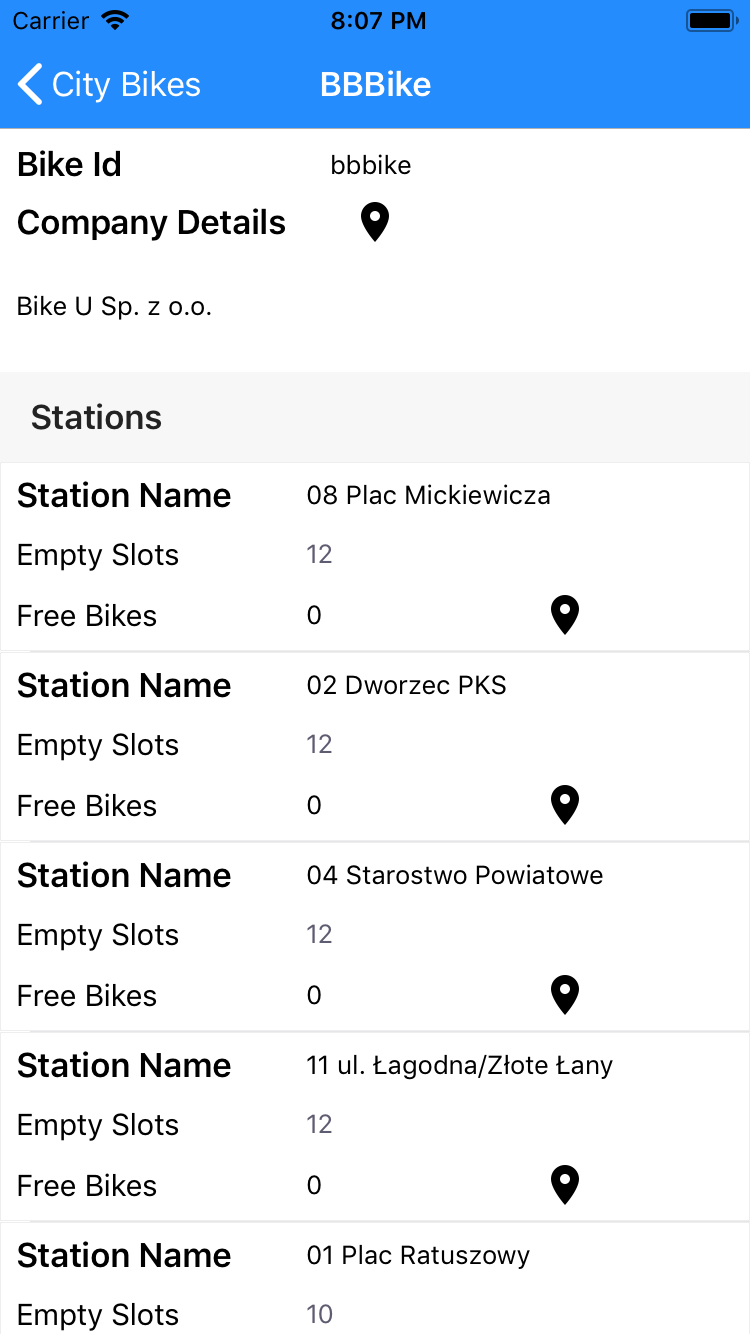 Carrier 8:07 PM
City Bikes BBBike
Bike Id bbbike
Company Details
Bike U Sp. z o.o.
Stations
Station Name 08 Plac Mickiewicza
Empty Slots 12
Free Bikes 0
Station Name 02 Dworzec PKS
Empty Slots 12
Free Bikes 0
Station Name 04 Starostwo Powiatowe
Empty Slots 12
Free Bikes 0
Station Name 11 ul. Łagodna/Złote Łany
Empty Slots 12
Free Bikes 0
Station Name 01 Plac Ratuszowy
Empty Slots 10